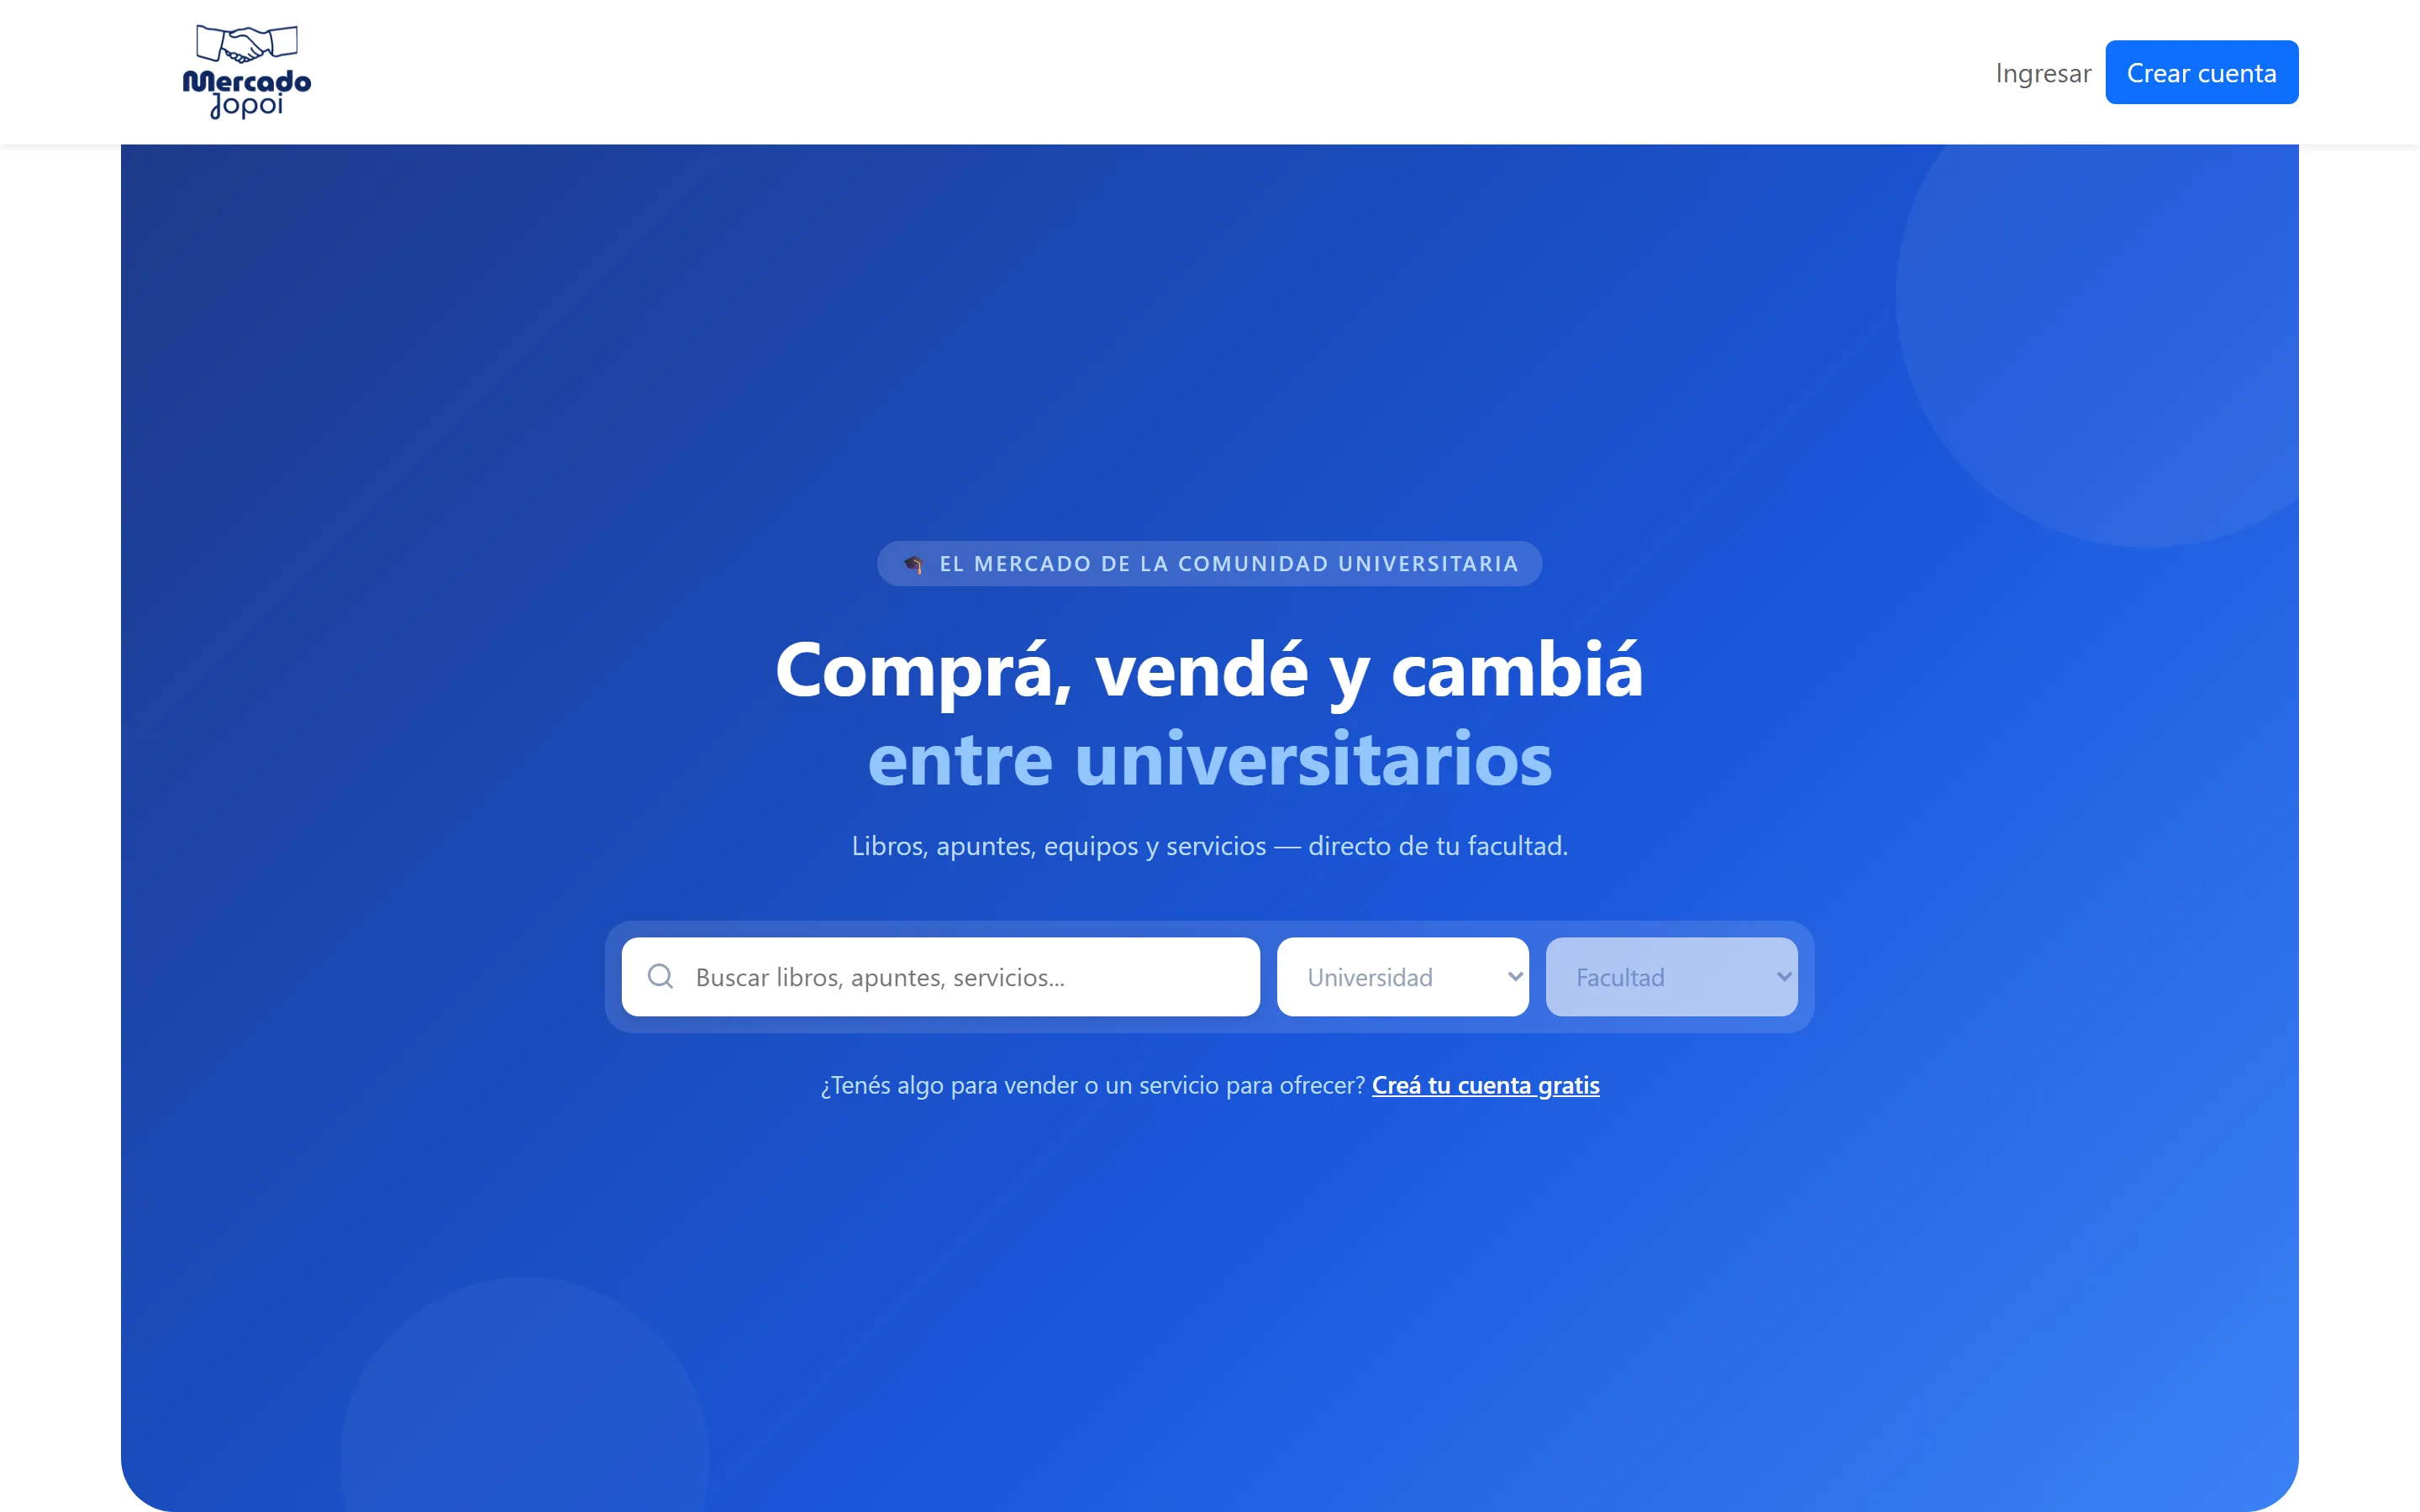 Mercado
Jopoi
Ingresar
Crear cuenta
🎓 EL MERCADO DE LA COMUNIDAD UNIVERSITARIA
Comprá, vendé y cambiá
entre universitarios
Libros, apuntes, equipos y servicios — directo de tu facultad.
Buscar libros, apuntes, servicios...
Universidad
Facultad
¿Tenés algo para vender o un servicio para ofrecer? Creá tu cuenta gratis